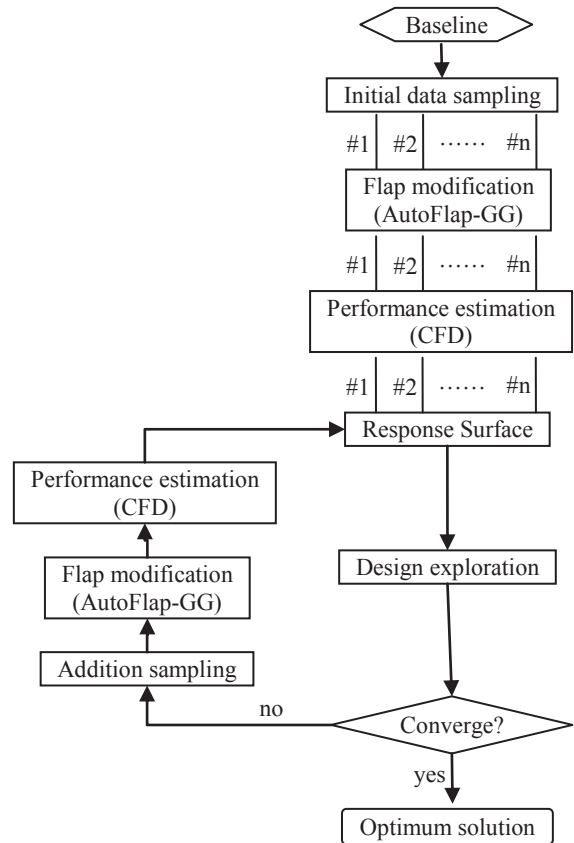 Baseline
Initial data sampling
#1 #2 ...... #n
Flap modification
(AutoFlap-GG)
#1 #2 ...... #n
Performance estimation
(CFD)
#1 #2 ...... #n
Response Surface
Performance estimation
(CFD)
Flap modification
(AutoFlap-GG)
Addition sampling
Design exploration
no
Converge?
yes
Optimum solution